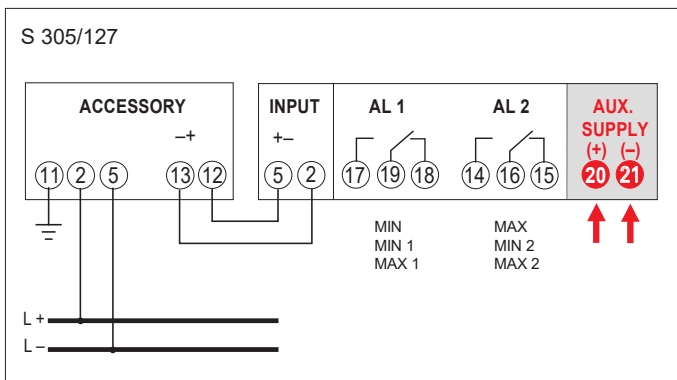 S 305/127
ACCESSORY
INPUT
AL 1
AL 2
AUX.
SUPPLY
–+
+–
(+) (–)
11 2 5 13 12 5 2 17 19 18 14 16 15 20 21
MIN
MIN 1
MAX 1
MAX
MIN 2
MAX 2
L +
L –